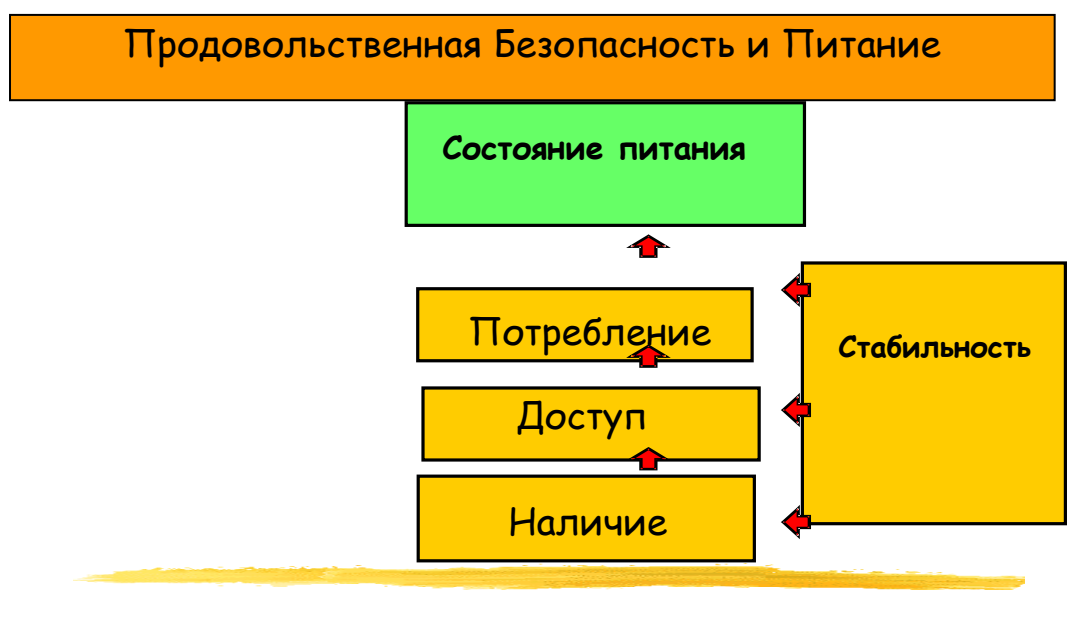 Продовольственная Безопасность и Питание
Состояние питания
Потребление
Стабильность
Доступ
Наличие